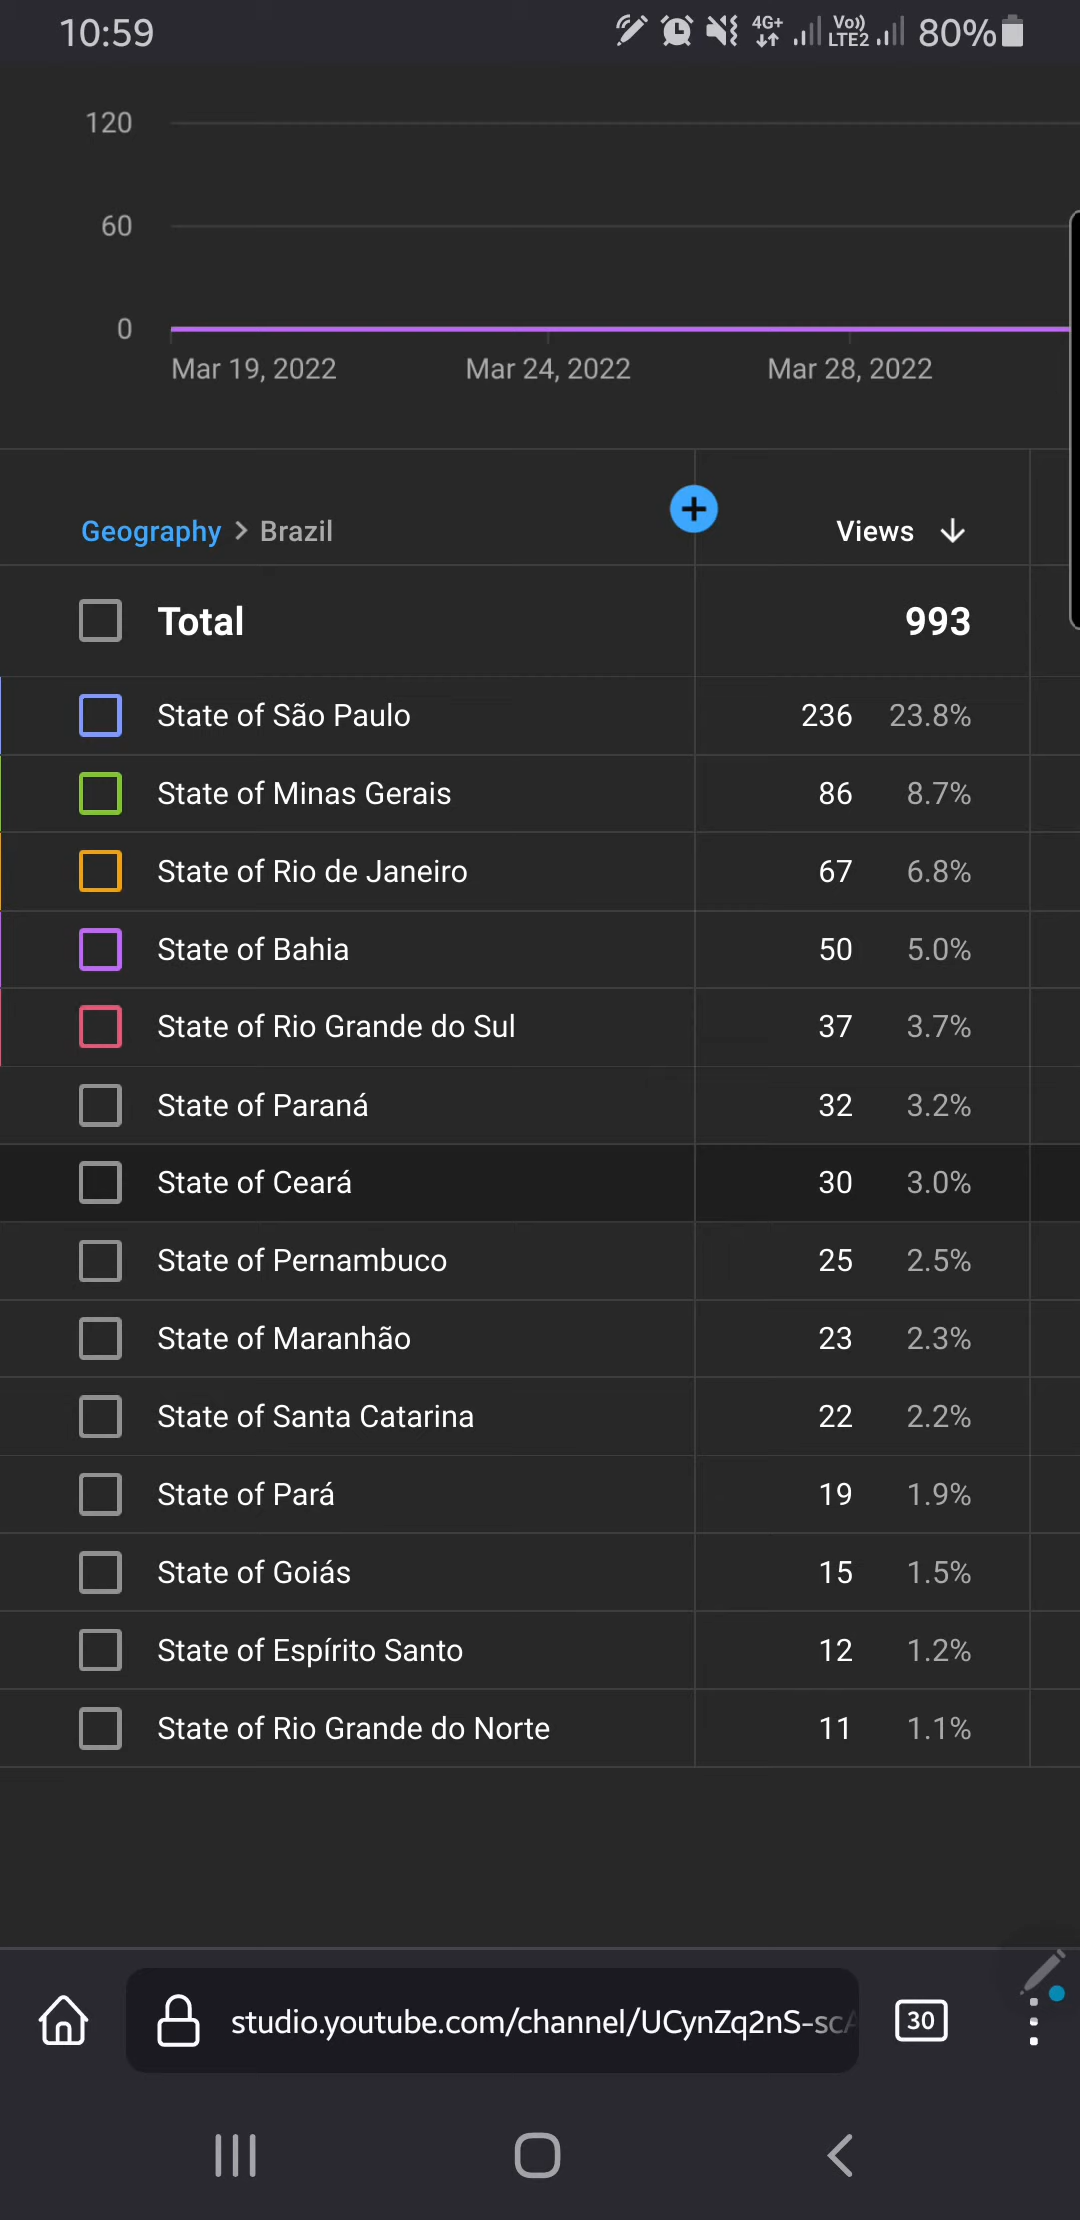 10:59 4G+ Vo)) LTE2 80%
120
60
0
Mar 19, 2022 Mar 24, 2022 Mar 28, 2022
Geography > Brazil Views ↓
Total 993
State of São Paulo 236 23.8%
State of Minas Gerais 86 8.7%
State of Rio de Janeiro 67 6.8%
State of Bahia 50 5.0%
State of Rio Grande do Sul 37 3.7%
State of Paraná 32 3.2%
State of Ceará 30 3.0%
State of Pernambuco 25 2.5%
State of Maranhão 23 2.3%
State of Santa Catarina 22 2.2%
State of Pará 19 1.9%
State of Goiás 15 1.5%
State of Espírito Santo 12 1.2%
State of Rio Grande do Norte 11 1.1%
studio.youtube.com/channel/UCynZq2nS-scA 30